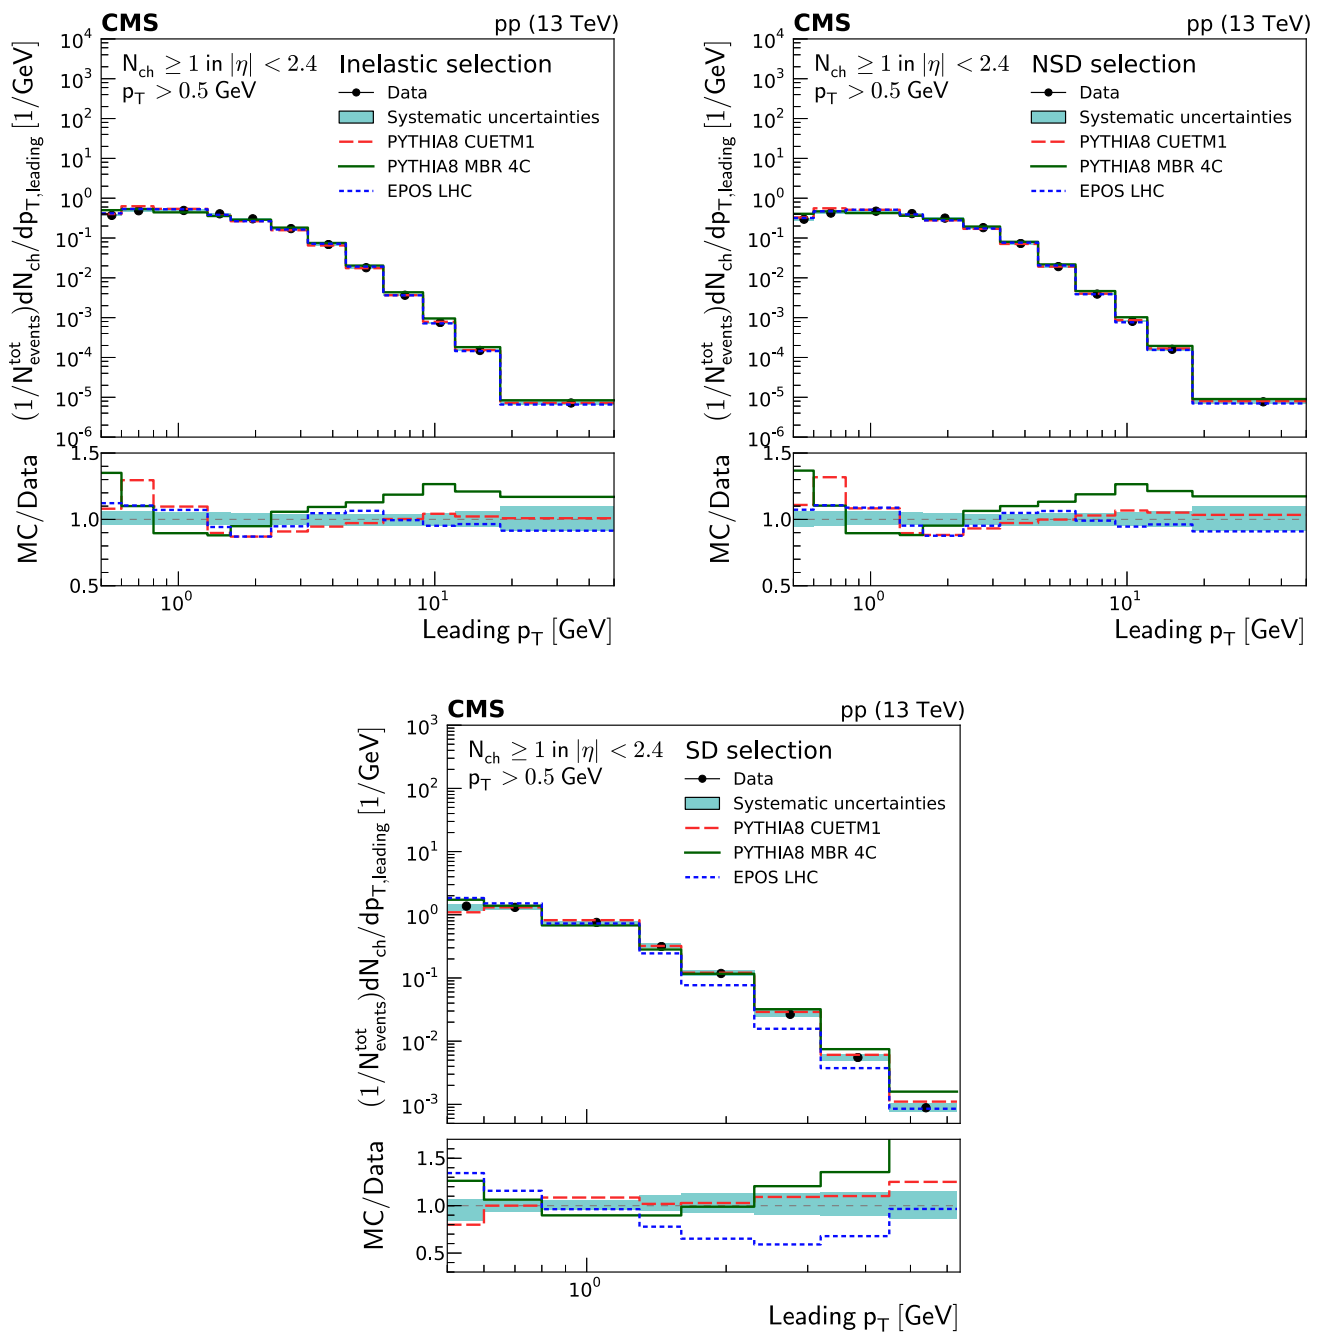 CMS pp (13 TeV)
N_ch ≥ 1 in |η| < 2.4 Inelastic selection
p_T > 0.5 GeV
Data
Systematic uncertainties
PYTHIA8 CUETM1
PYTHIA8 MBR 4C
EPOS LHC
(1/N^tot_events)dN_ch/dp_T,leading [1/GeV]
10^4
10^3
10^2
10^1
10^0
10^-1
10^-2
10^-3
10^-4
10^-5
10^-6
MC/Data
1.5
1.0
0.5
10^0 10^1
Leading p_T [GeV]
CMS pp (13 TeV)
N_ch ≥ 1 in |η| < 2.4 NSD selection
p_T > 0.5 GeV
Data
Systematic uncertainties
PYTHIA8 CUETM1
PYTHIA8 MBR 4C
EPOS LHC
(1/N^tot_events)dN_ch/dp_T,leading [1/GeV]
10^4
10^3
10^2
10^1
10^0
10^-1
10^-2
10^-3
10^-4
10^-5
10^-6
MC/Data
1.5
1.0
0.5
10^0 10^1
Leading p_T [GeV]
CMS pp (13 TeV)
N_ch ≥ 1 in |η| < 2.4 SD selection
p_T > 0.5 GeV
Data
Systematic uncertainties
PYTHIA8 CUETM1
PYTHIA8 MBR 4C
EPOS LHC
(1/N^tot_events)dN_ch/dp_T,leading [1/GeV]
10^3
10^2
10^1
10^0
10^-1
10^-2
10^-3
MC/Data
1.5
1.0
0.5
10^0
Leading p_T [GeV]